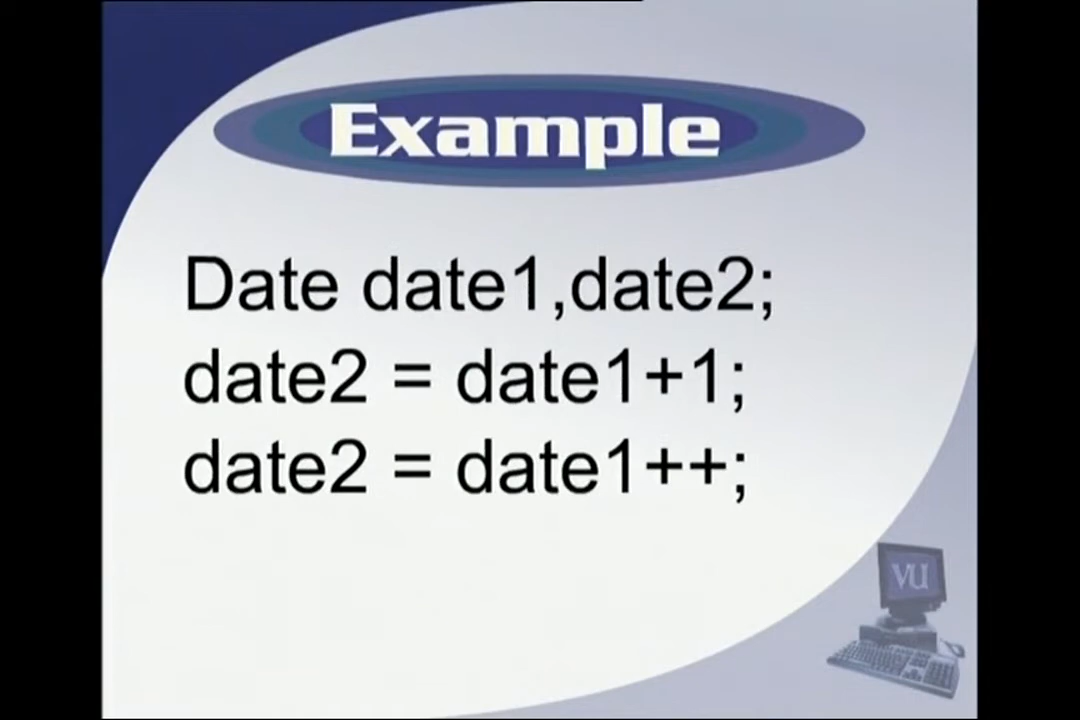 Example
Date date1,date2;
date2 = date1+1;
date2 = date1++;
VU